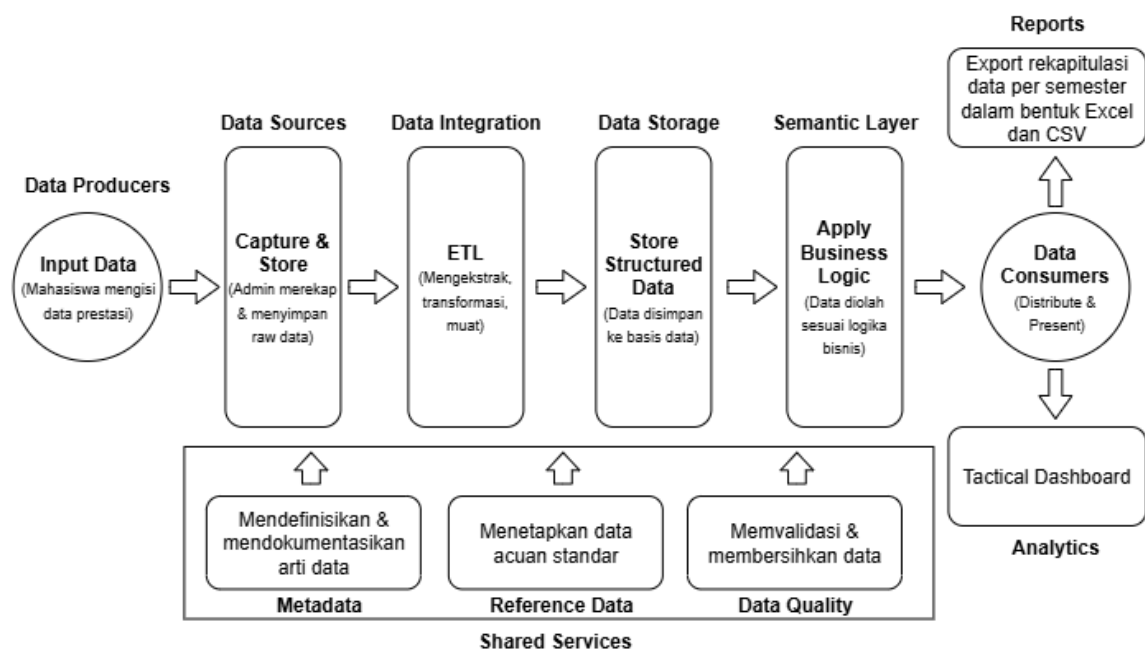 Data Producers
Input Data
(Mahasiswa mengisi
data prestasi)
Data Sources
Capture &
Store
(Admin merekap
& menyimpan
raw data)
Data Integration
ETL
(Mengekstrak,
transformasi,
muat)
Data Storage
Store
Structured
Data
(Data disimpan
ke basis data)
Semantic Layer
Apply
Business
Logic
(Data diolah
sesuai logika
bisnis)
Reports
Export rekapitulasi
data per semester
dalam bentuk Excel
dan CSV
Data
Consumers
(Distribute &
Present)
Tactical Dashboard
Analytics
Mendefinisikan &
mendokumentasikan
arti data
Metadata
Menetapkan data
acuan standar
Reference Data
Memvalidasi &
membersihkan data
Data Quality
Shared Services